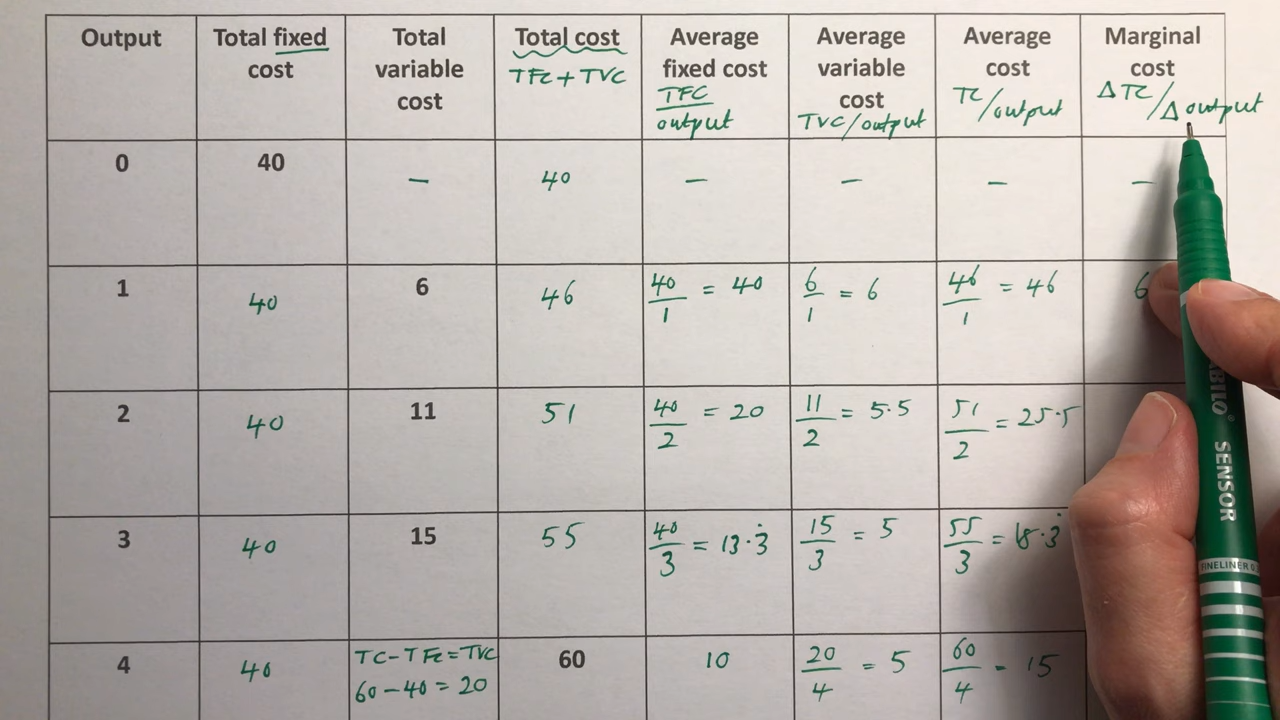 Output
Total fixed
cost
Total
variable
cost
Total cost
TFC + TVC
Average
fixed cost
TFC
output
Average
variable
cost
TVC/output
Average
cost
TC/output
Marginal
cost
Δ TC/Δ output
0
40
–
40
–
–
–
–
1
40
6
46
40/1 = 40
6/1 = 6
46/1 = 46
6
2
40
11
51
40/2 = 20
11/2 = 5.5
51/2 = 25.5
3
40
15
55
40/3 = 13.3̇
15/3 = 5
55/3 = 18.3̇
4
40
TC - TFC = TVC
60 - 40 = 20
60
10
20/4 = 5
60/4 = 15
SENSOR
FINELINER 0.